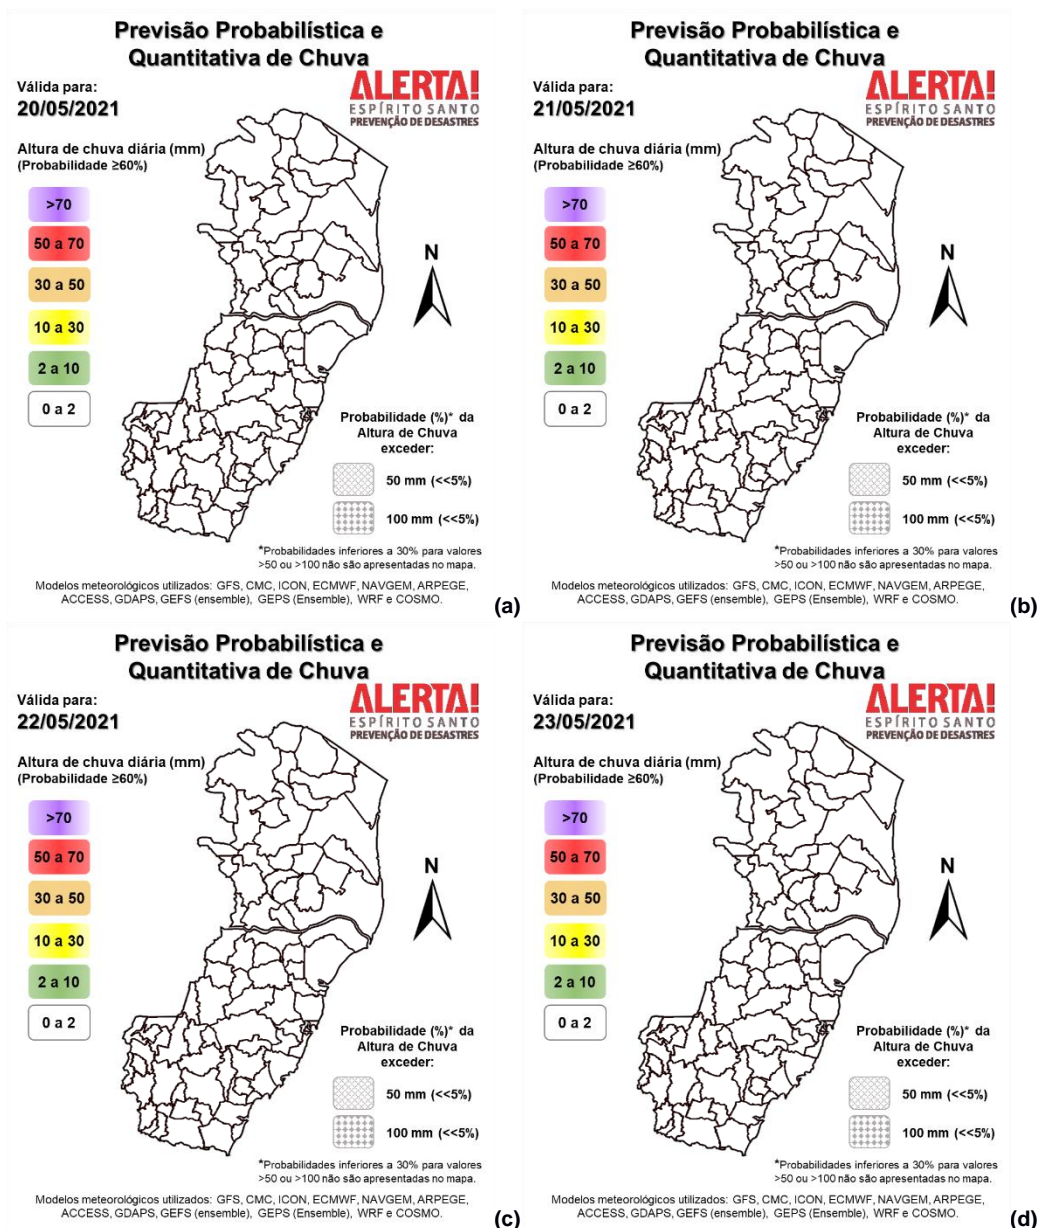 Previsão Probabilística e
Quantitativa de Chuva
Válida para:
20/05/2021
ALERTA!
ESPÍRITO SANTO
PREVENÇÃO DE DESASTRES
Altura de chuva diária (mm)
(Probabilidade ≥60%)
>70
50 a 70
30 a 50
10 a 30
2 a 10
0 a 2
N
Probabilidade (%)* da
Altura de Chuva
exceder:
50 mm (<<5%)
100 mm (<<5%)
*Probabilidades inferiores a 30% para valores
>50 ou >100 não são apresentadas no mapa.
Modelos meteorológicos utilizados: GFS, CMC, ICON, ECMWF, NAVGEM, ARPEGE,
ACCESS, GDAPS, GEFS (ensemble), GEPS (Ensemble), WRF e COSMO.
(a)
Previsão Probabilística e
Quantitativa de Chuva
Válida para:
21/05/2021
ALERTA!
ESPÍRITO SANTO
PREVENÇÃO DE DESASTRES
Altura de chuva diária (mm)
(Probabilidade ≥60%)
>70
50 a 70
30 a 50
10 a 30
2 a 10
0 a 2
N
Probabilidade (%)* da
Altura de Chuva
exceder:
50 mm (<<5%)
100 mm (<<5%)
*Probabilidades inferiores a 30% para valores
>50 ou >100 não são apresentadas no mapa.
Modelos meteorológicos utilizados: GFS, CMC, ICON, ECMWF, NAVGEM, ARPEGE,
ACCESS, GDAPS, GEFS (ensemble), GEPS (Ensemble), WRF e COSMO.
(b)
Previsão Probabilística e
Quantitativa de Chuva
Válida para:
22/05/2021
ALERTA!
ESPÍRITO SANTO
PREVENÇÃO DE DESASTRES
Altura de chuva diária (mm)
(Probabilidade ≥60%)
>70
50 a 70
30 a 50
10 a 30
2 a 10
0 a 2
N
Probabilidade (%)* da
Altura de Chuva
exceder:
50 mm (<<5%)
100 mm (<<5%)
*Probabilidades inferiores a 30% para valores
>50 ou >100 não são apresentadas no mapa.
Modelos meteorológicos utilizados: GFS, CMC, ICON, ECMWF, NAVGEM, ARPEGE,
ACCESS, GDAPS, GEFS (ensemble), GEPS (Ensemble), WRF e COSMO.
(c)
Previsão Probabilística e
Quantitativa de Chuva
Válida para:
23/05/2021
ALERTA!
ESPÍRITO SANTO
PREVENÇÃO DE DESASTRES
Altura de chuva diária (mm)
(Probabilidade ≥60%)
>70
50 a 70
30 a 50
10 a 30
2 a 10
0 a 2
N
Probabilidade (%)* da
Altura de Chuva
exceder:
50 mm (<<5%)
100 mm (<<5%)
*Probabilidades inferiores a 30% para valores
>50 ou >100 não são apresentadas no mapa.
Modelos meteorológicos utilizados: GFS, CMC, ICON, ECMWF, NAVGEM, ARPEGE,
ACCESS, GDAPS, GEFS (ensemble), GEPS (Ensemble), WRF e COSMO.
(d)